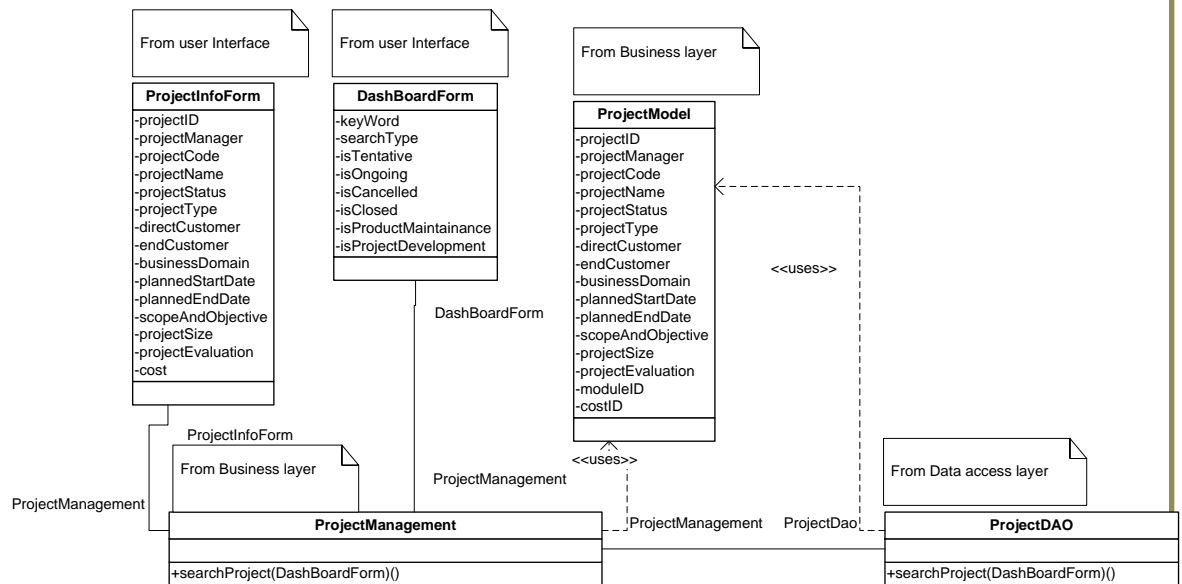 From user Interface
From user Interface
From Business layer
ProjectInfoForm
-projectID
-projectManager
-projectCode
-projectName
-projectStatus
-projectType
-directCustomer
-endCustomer
-businessDomain
-plannedStartDate
-plannedEndDate
-scopeAndObjective
-projectSize
-projectEvaluation
-cost
DashBoardForm
-keyWord
-searchType
-isTentative
-isOngoing
-isCancelled
-isClosed
-isProductMaintainance
-isProjectDevelopment
ProjectModel
-projectID
-projectManager
-projectCode
-projectName
-projectStatus
-projectType
-directCustomer
-endCustomer
-businessDomain
-plannedStartDate
-plannedEndDate
-scopeAndObjective
-projectSize
-projectEvaluation
-moduleID
-costID
<<uses>>
DashBoardForm
ProjectInfoForm
From Business layer
<<uses>>
From Data access layer
ProjectManagement
ProjectManagement
ProjectManagement
+searchProject(DashBoardForm)()
ProjectManagement
ProjectDao
ProjectDAO
+searchProject(DashBoardForm)()